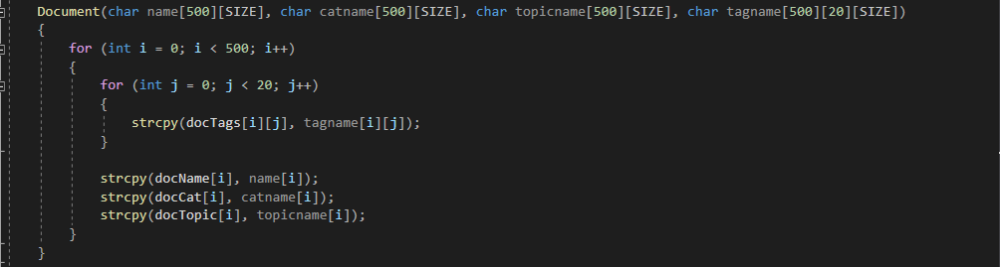 Document(char name[500][SIZE], char catname[500][SIZE], char topicname[500][SIZE], char tagname[500][20][SIZE])
{
for (int i = 0; i < 500; i++)
{
for (int j = 0; j < 20; j++)
{
strcpy(docTags[i][j], tagname[i][j]);
}
strcpy(docName[i], name[i]);
strcpy(docCat[i], catname[i]);
strcpy(docTopic[i], topicname[i]);
}
}